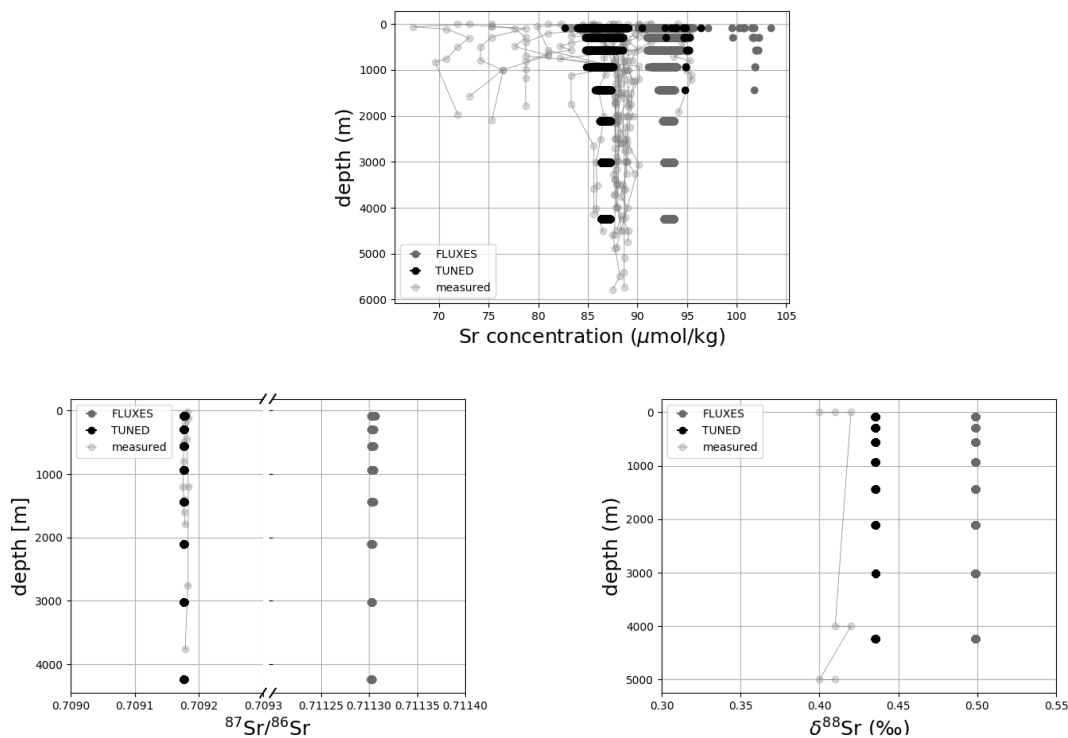 0
1000
2000
3000
4000
5000
6000
depth (m)
FLUXES
TUNED
measured
70 75 80 85 90 95 100 105
Sr concentration (μmol/kg)
0
1000
2000
3000
4000
depth [m]
FLUXES
TUNED
measured
0.7090 0.7091 0.7092 0.7093 0.71125 0.71130 0.71135 0.71140
⁸⁷Sr/⁸⁶Sr
0
1000
2000
3000
4000
5000
depth (m)
FLUXES
TUNED
measured
0.30 0.35 0.40 0.45 0.50 0.55
δ⁸⁸Sr (‰)